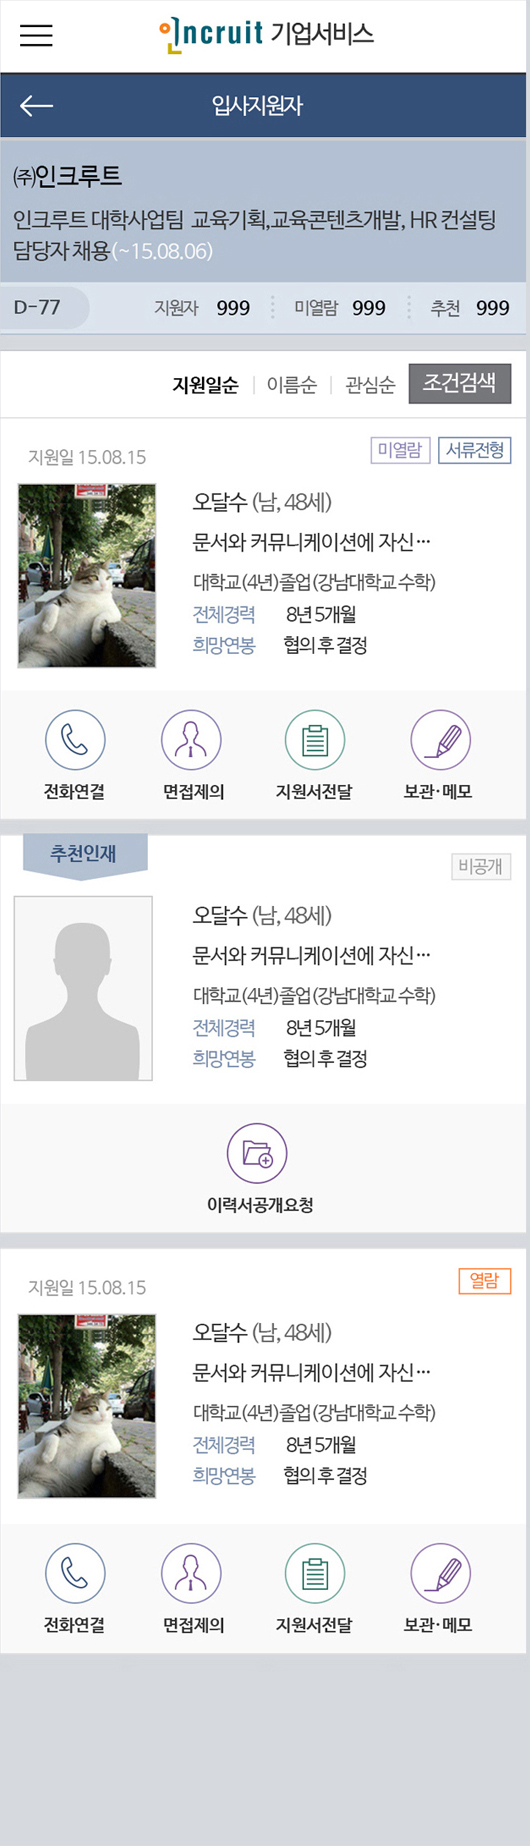 incruit 기업서비스
입사지원자
㈜인크루트
인크루트 대학사업팀 교육기획,교육콘텐츠개발, HR 컨설팅
담당자 채용(~15.08.06)
D-77 지원자 999 미열람 999 추천 999
지원일순 | 이름순 | 관심순 조건검색
지원일 15.08.15 미열람 서류전형
오달수 (남, 48세)
문서와 커뮤니케이션에 자신…
대학교(4년)졸업(강남대학교 수학)
전체경력 8년 5개월
희망연봉 협의 후 결정
전화연결 면접제의 지원서전달 보관·메모
추천인재 비공개
오달수 (남, 48세)
문서와 커뮤니케이션에 자신…
대학교(4년)졸업(강남대학교 수학)
전체경력 8년 5개월
희망연봉 협의 후 결정
이력서공개요청
지원일 15.08.15 열람
오달수 (남, 48세)
문서와 커뮤니케이션에 자신…
대학교(4년)졸업(강남대학교 수학)
전체경력 8년 5개월
희망연봉 협의 후 결정
전화연결 면접제의 지원서전달 보관·메모